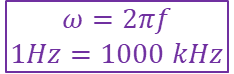 ω = 2πf
1Hz = 1000 kHz